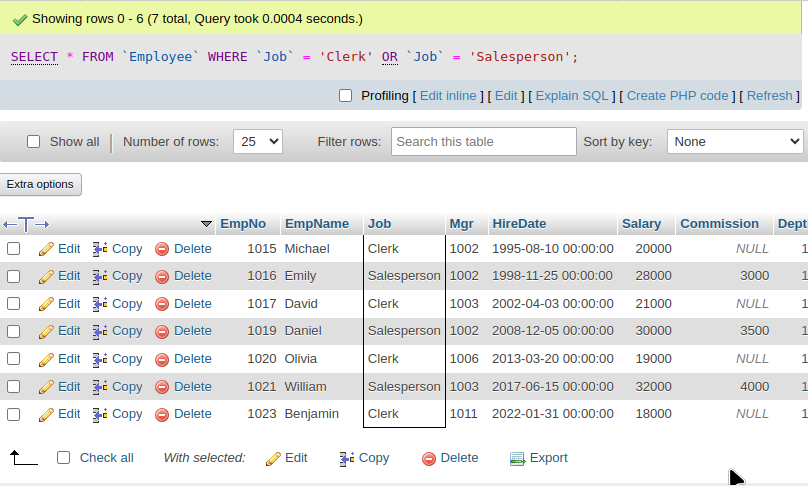 Showing rows 0 - 6 (7 total, Query took 0.0004 seconds.)
SELECT * FROM `Employee` WHERE `Job` = 'Clerk' OR `Job` = 'Salesperson';
Profiling [ Edit inline ] [ Edit ] [ Explain SQL ] [ Create PHP code ] [ Refresh ]
Show all Number of rows: 25 Filter rows: Search this table Sort by key: None
Extra options
EmpNo EmpName Job Mgr HireDate Salary Commission Dept
Edit Copy Delete 1015 Michael Clerk 1002 1995-08-10 00:00:00 20000 NULL 1
Edit Copy Delete 1016 Emily Salesperson 1002 1998-11-25 00:00:00 28000 3000 1
Edit Copy Delete 1017 David Clerk 1003 2002-04-03 00:00:00 21000 NULL 1
Edit Copy Delete 1019 Daniel Salesperson 1002 2008-12-05 00:00:00 30000 3500 1
Edit Copy Delete 1020 Olivia Clerk 1006 2013-03-20 00:00:00 19000 NULL 1
Edit Copy Delete 1021 William Salesperson 1003 2017-06-15 00:00:00 32000 4000 1
Edit Copy Delete 1023 Benjamin Clerk 1011 2022-01-31 00:00:00 18000 NULL 1
Check all With selected: Edit Copy Delete Export